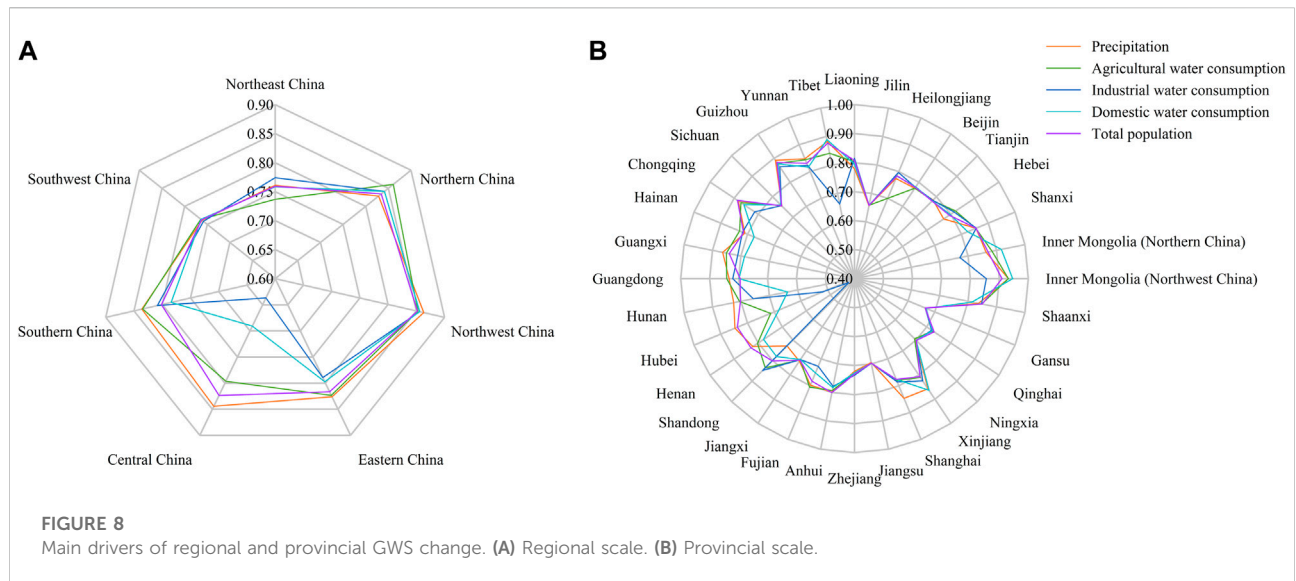 A
Northeast China
0.90
0.85
0.80
0.75
0.70
0.65
0.60
Northern China
Northwest China
Eastern China
Central China
Southern China
Southwest China
B
Precipitation
Agricultural water consumption
Industrial water consumption
Domestic water consumption
Total population
1.00
0.90
0.80
0.70
0.60
0.50
0.40
Liaoning
Jilin
Heilongjiang
Beijin
Tianjin
Hebei
Shanxi
Inner Mongolia (Northern China)
Inner Mongolia (Northwest China)
Shaanxi
Gansu
Qinghai
Ningxia
Xinjiang
Shanghai
Jiangsu
Zhejiang
Anhui
Fujian
Jiangxi
Shandong
Henan
Hubei
Hunan
Guangdong
Guangxi
Hainan
Chongqing
Sichuan
Guizhou
Yunnan
Tibet
FIGURE 8
Main drivers of regional and provincial GWS change. (A) Regional scale. (B) Provincial scale.